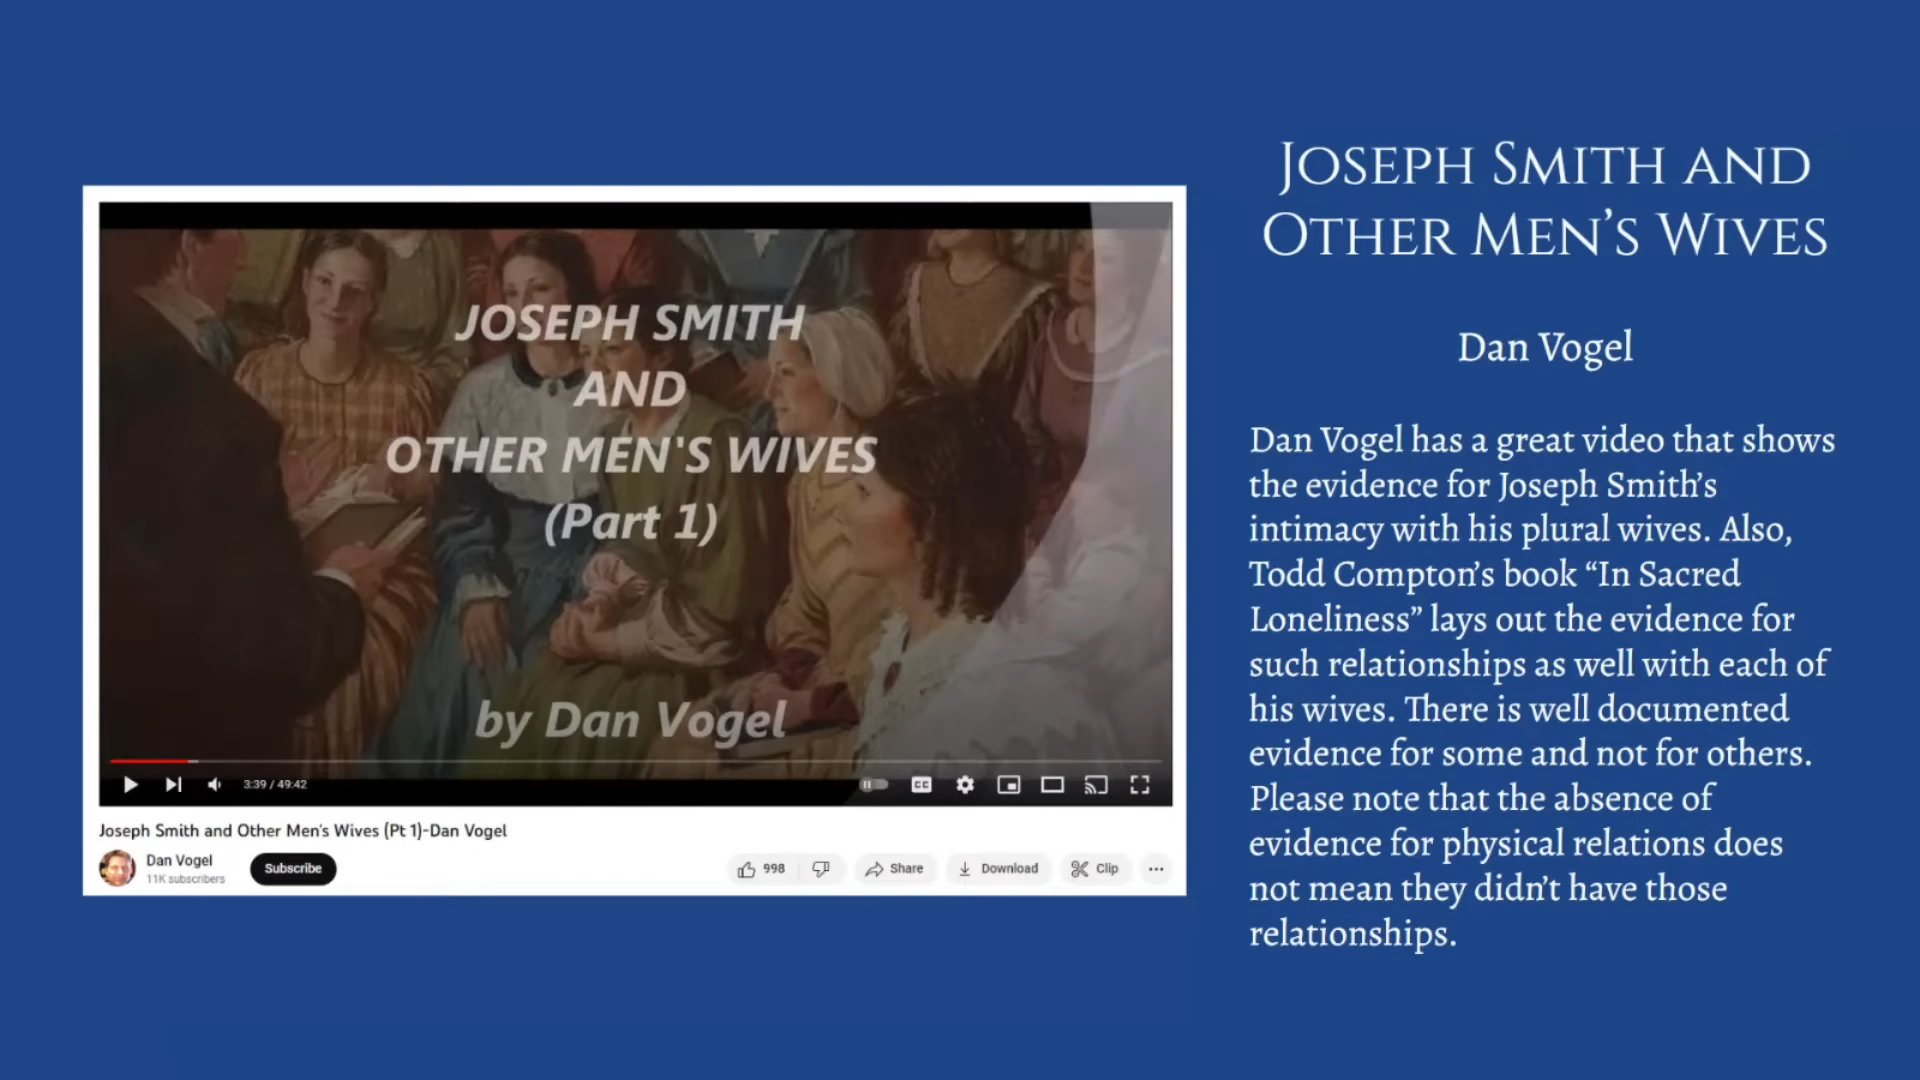 JOSEPH SMITH
AND
OTHER MEN'S WIVES
(Part 1)
by Dan Vogel
3:39 / 49:42
CC
Joseph Smith and Other Men's Wives (Pt 1)-Dan Vogel
Dan Vogel
11K subscribers
Subscribe
998
Share
Download
Clip
Joseph Smith and
Other Men’s Wives
Dan Vogel
Dan Vogel has a great video that shows
the evidence for Joseph Smith’s
intimacy with his plural wives. Also,
Todd Compton’s book “In Sacred
Loneliness” lays out the evidence for
such relationships as well with each of
his wives. There is well documented
evidence for some and not for others.
Please note that the absence of
evidence for physical relations does
not mean they didn’t have those
relationships.